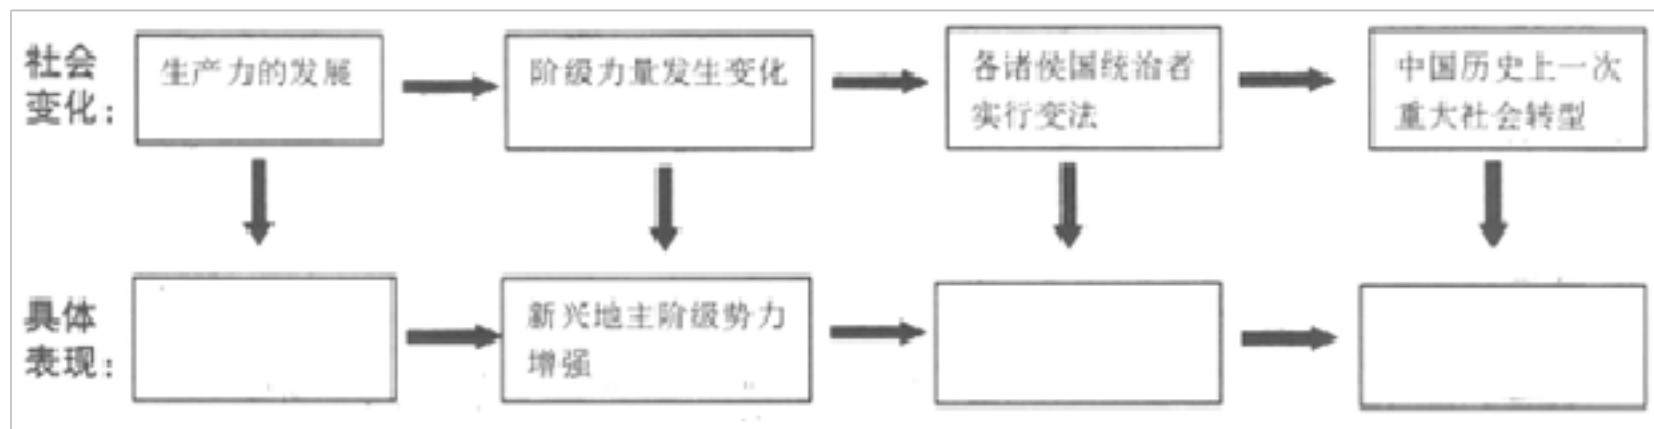 社会
变化：
生产力的发展
阶级力量发生变化
各诸侯国统治者
实行变法
中国历史上一次
重大社会转型
具体
表现：
新兴地主阶级势力
增强